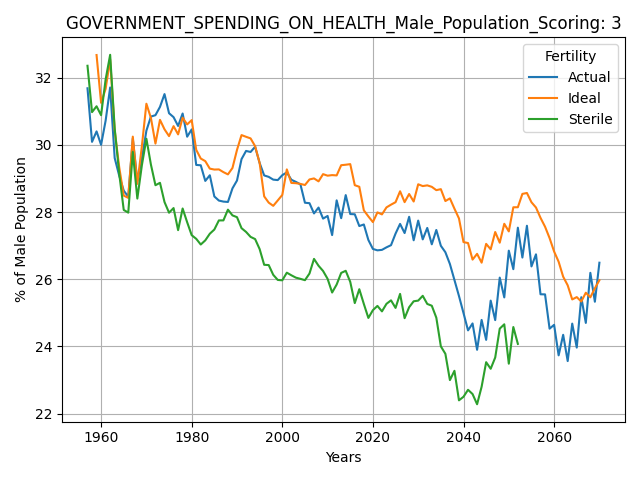 GOVERNMENT_SPENDING_ON_HEALTH_Male_Population_Scoring: 3
Fertility
Actual
Ideal
Sterile
% of Male Population
32
30
28
26
24
22
1960
1980
2000
2020
2040
2060
Years